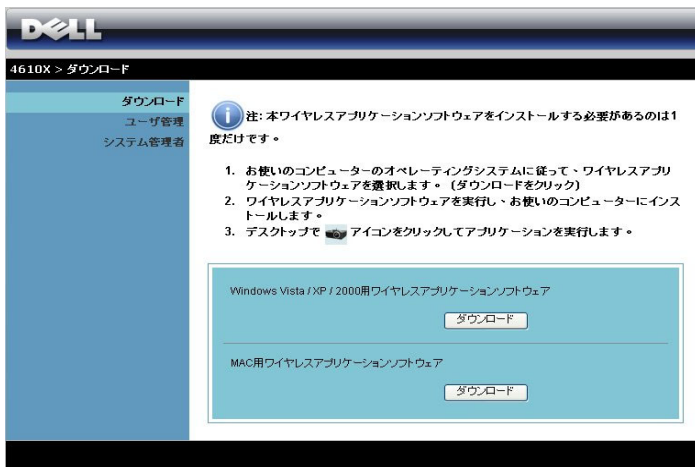 DELL
4610X > ダウンロード
ダウンロード
ユーザ管理
システム管理者
注: 本ワイヤレスアプリケーションソフトウェアをインストールする必要があるのは1
度だけです。
1. お使いのコンピューターのオペレーティングシステムに従って、ワイヤレスアプリ
ケーションソフトウェアを選択します。 (ダウンロードをクリック)
2. ワイヤレスアプリケーションソフトウェアを実行し、お使いのコンピューターにインス
トールします。
3. デスクトップで アイコンをクリックしてアプリケーションを実行します。
Windows Vista / XP / 2000用ワイヤレスアプリケーションソフトウェア
ダウンロード
MAC用ワイヤレスアプリケーションソフトウェア
ダウンロード